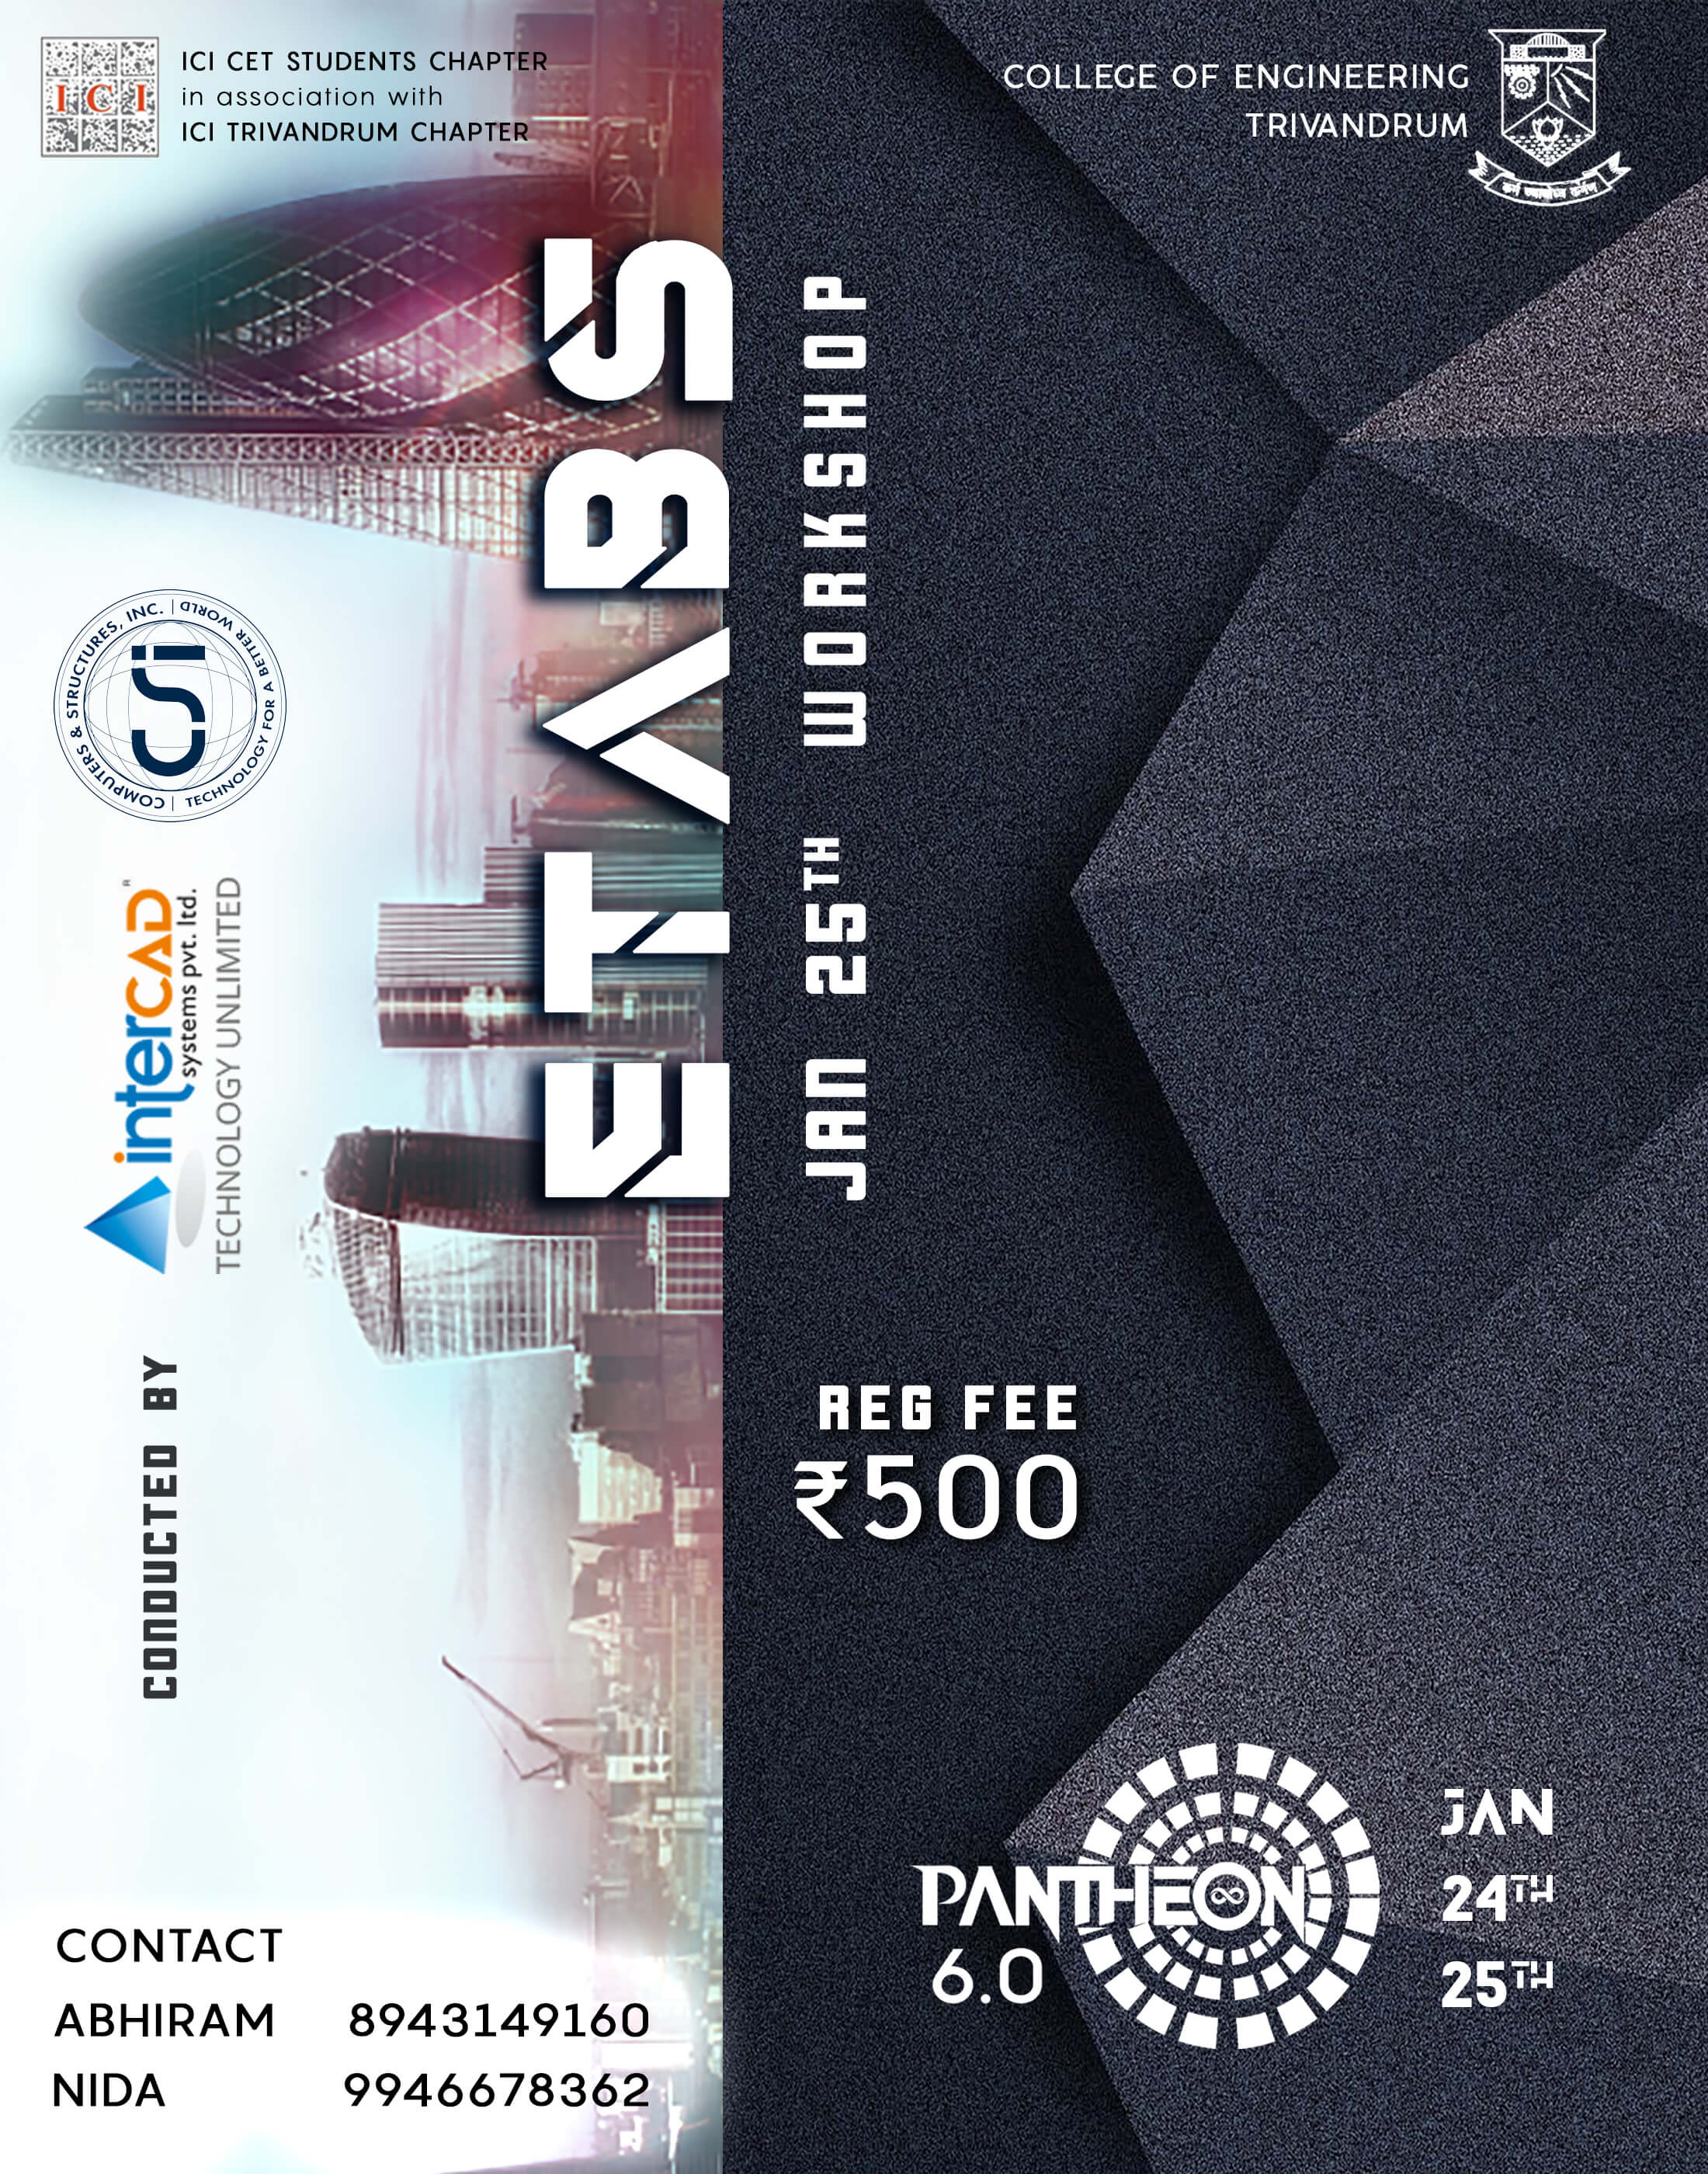 ICI
ICI CET STUDENTS CHAPTER
in association with
ICI TRIVANDRUM CHAPTER
COLLEGE OF ENGINEERING
TRIVANDRUM
ETABS
JAN 25TH WORKSHOP
CONDUCTED BY
interCAD®
systems pvt. ltd.
TECHNOLOGY UNLIMITED
CSi
COMPUTERS & STRUCTURES, INC. | TECHNOLOGY FOR A BETTER WORLD |
REG FEE
₹500
PANTHEON
6.0
JAN
24TH
25TH
CONTACT
ABHIRAM 8943149160
NIDA 9946678362